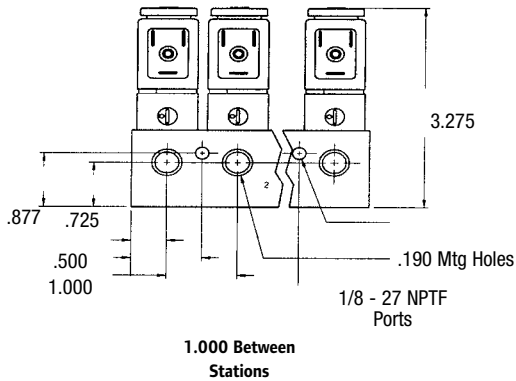 3.275
2
.877
.725
.500
1.000
.190 Mtg Holes
1/8 - 27 NPTF
Ports
1.000 Between
Stations